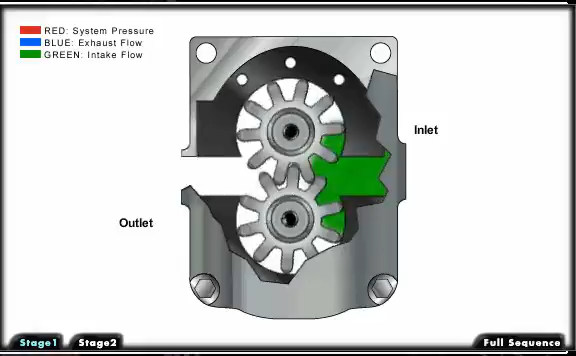 RED: System Pressure
BLUE: Exhaust Flow
GREEN: Intake Flow
Inlet
Outlet
Stage1 Stage2 Full Sequence